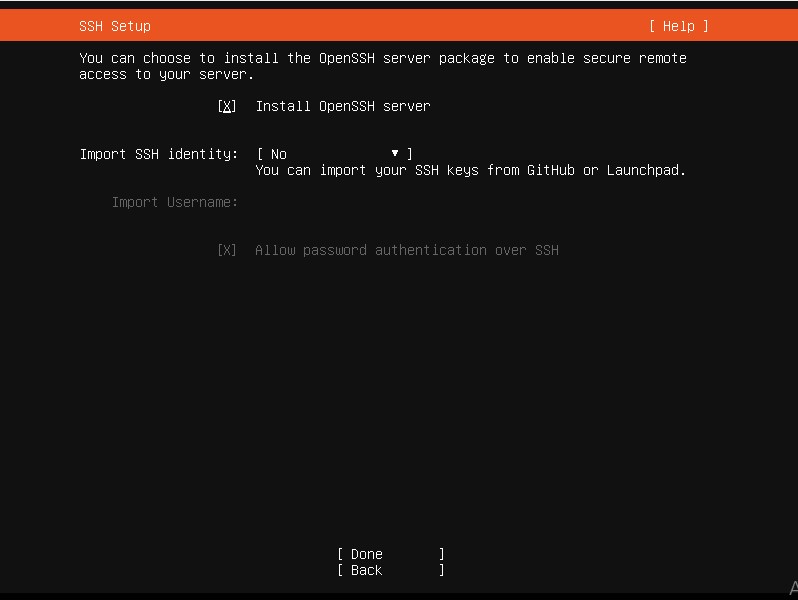 SSH Setup [ Help ]
You can choose to install the OpenSSH server package to enable secure remote
access to your server.
[X] Install OpenSSH server
Import SSH identity: [ No ▼ ]
You can import your SSH keys from GitHub or Launchpad.
Import Username:
[X] Allow password authentication over SSH
[ Done ]
[ Back ]